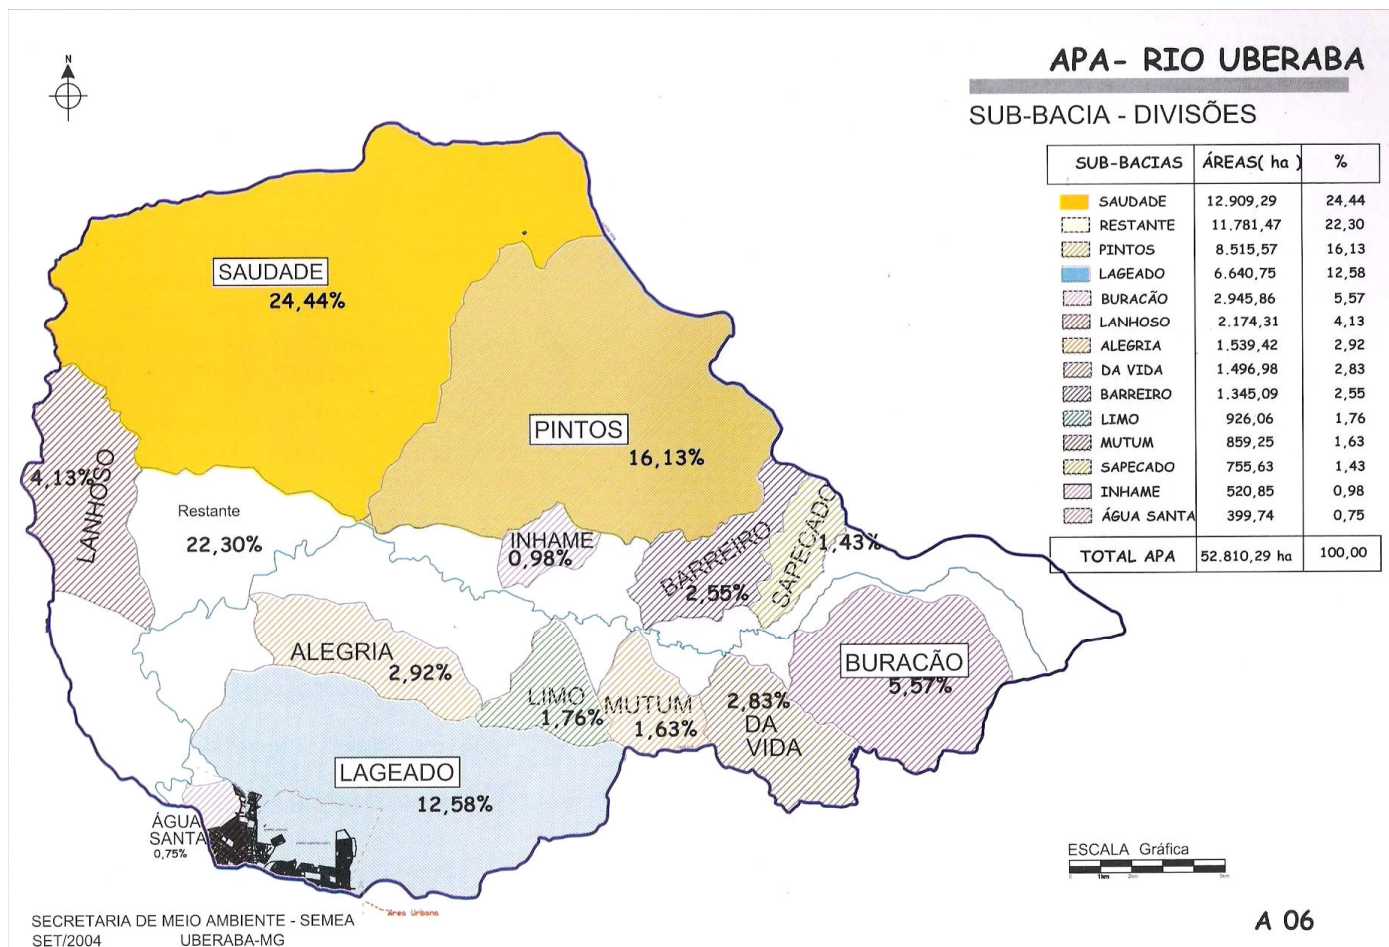 N
APA- RIO UBERABA
SUB-BACIA - DIVISÕES
SUB-BACIAS ÁREAS( ha ) %
SAUDADE 12.909,29 24,44
RESTANTE 11.781,47 22,30
PINTOS 8.515,57 16,13
LAGEADO 6.640,75 12,58
BURACÃO 2.945,86 5,57
LANHOSO 2.174,31 4,13
ALEGRIA 1.539,42 2,92
DA VIDA 1.496,98 2,83
BARREIRO 1.345,09 2,55
LIMO 926,06 1,76
MUTUM 859,25 1,63
SAPECADO 755,63 1,43
INHAME 520,85 0,98
ÁGUA SANTA 399,74 0,75
TOTAL APA 52.810,29 ha 100,00
SAUDADE
24,44%
PINTOS
16,13%
4,13%
LANHOSO
Restante
22,30%
INHAME
0,98%
BARREIRO
2,55%
SAPECADO
1,43%
ALEGRIA
2,92%
LIMO
1,76%
MUTUM
1,63%
2,83%
DA
VIDA
BURACÃO
5,57%
LAGEADO
12,58%
ÁGUA
SANTA
0,75%
Área Urbana
ESCALA Gráfica
0 1km 2km 5km
SECRETARIA DE MEIO AMBIENTE - SEMEA
SET/2004 UBERABA-MG
A 06